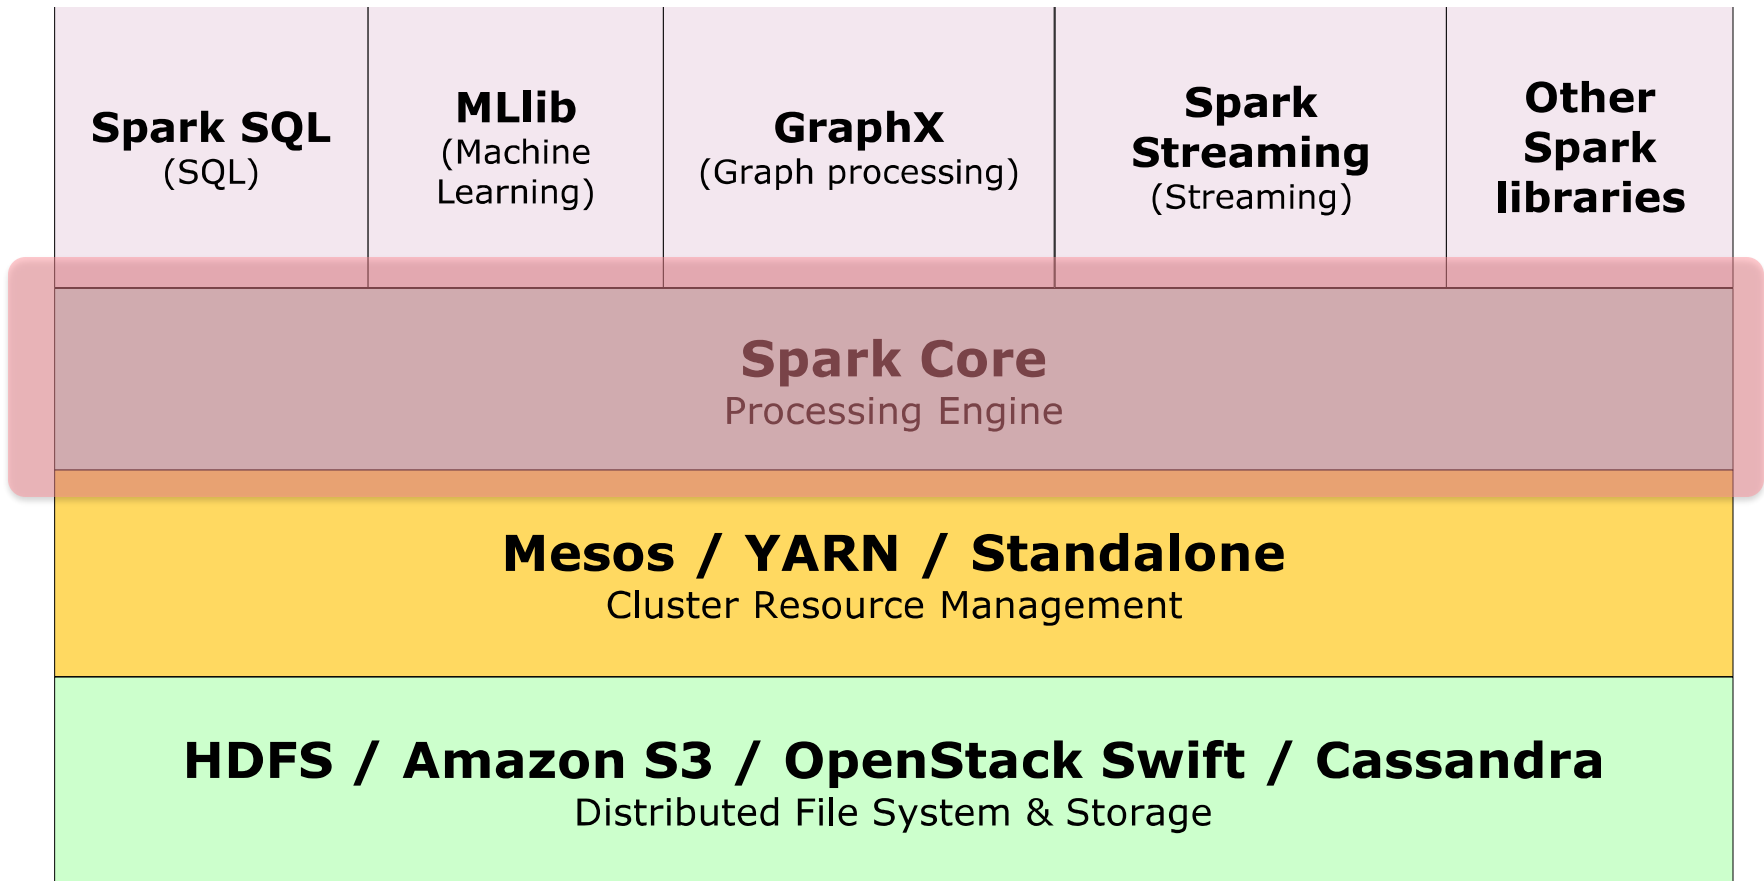 Spark SQL
(SQL)
MLlib
(Machine
Learning)
GraphX
(Graph processing)
Spark
Streaming
(Streaming)
Other
Spark
libraries
Spark Core
Processing Engine
Mesos / YARN / Standalone
Cluster Resource Management
HDFS / Amazon S3 / OpenStack Swift / Cassandra
Distributed File System & Storage